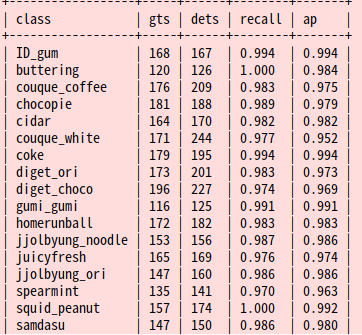 class | gts | dets | recall | ap
ID_gum | 168 | 167 | 0.994 | 0.994
buttering | 120 | 126 | 1.000 | 0.984
couque_coffee | 176 | 209 | 0.983 | 0.975
chocopie | 181 | 188 | 0.989 | 0.979
cidar | 164 | 170 | 0.982 | 0.982
couque_white | 171 | 244 | 0.977 | 0.952
coke | 179 | 195 | 0.994 | 0.994
diget_ori | 173 | 201 | 0.983 | 0.973
diget_choco | 196 | 227 | 0.974 | 0.969
gumi_gumi | 116 | 125 | 0.991 | 0.991
homerunball | 172 | 182 | 0.983 | 0.983
jjolbyung_noodle | 153 | 156 | 0.987 | 0.986
juicyfresh | 165 | 169 | 0.976 | 0.974
jjolbyung_ori | 147 | 160 | 0.986 | 0.986
spearmint | 135 | 141 | 0.970 | 0.963
squid_peanut | 157 | 174 | 1.000 | 0.992
samdasu | 147 | 150 | 0.986 | 0.980